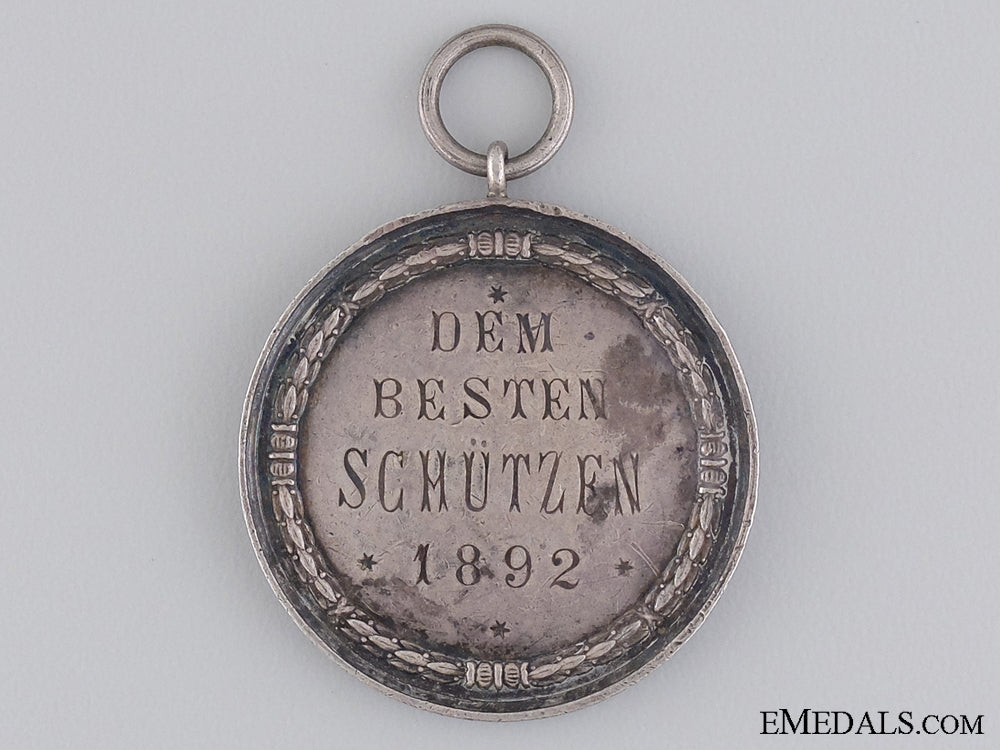 DEM
BESTEN
SCHÜTZEN
* 1892 *
EMEDALS.COM